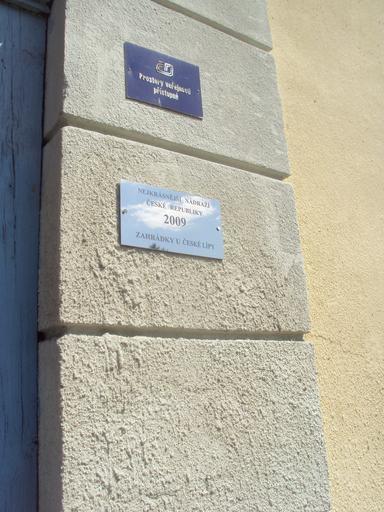 Prostory veřejnosti
přístupné
NEJKRÁSNĚJŠÍ NÁDRAŽÍ
ČESKÉ REPUBLIKY
2009
ZAHRÁDKY U ČESKÉ LÍPY